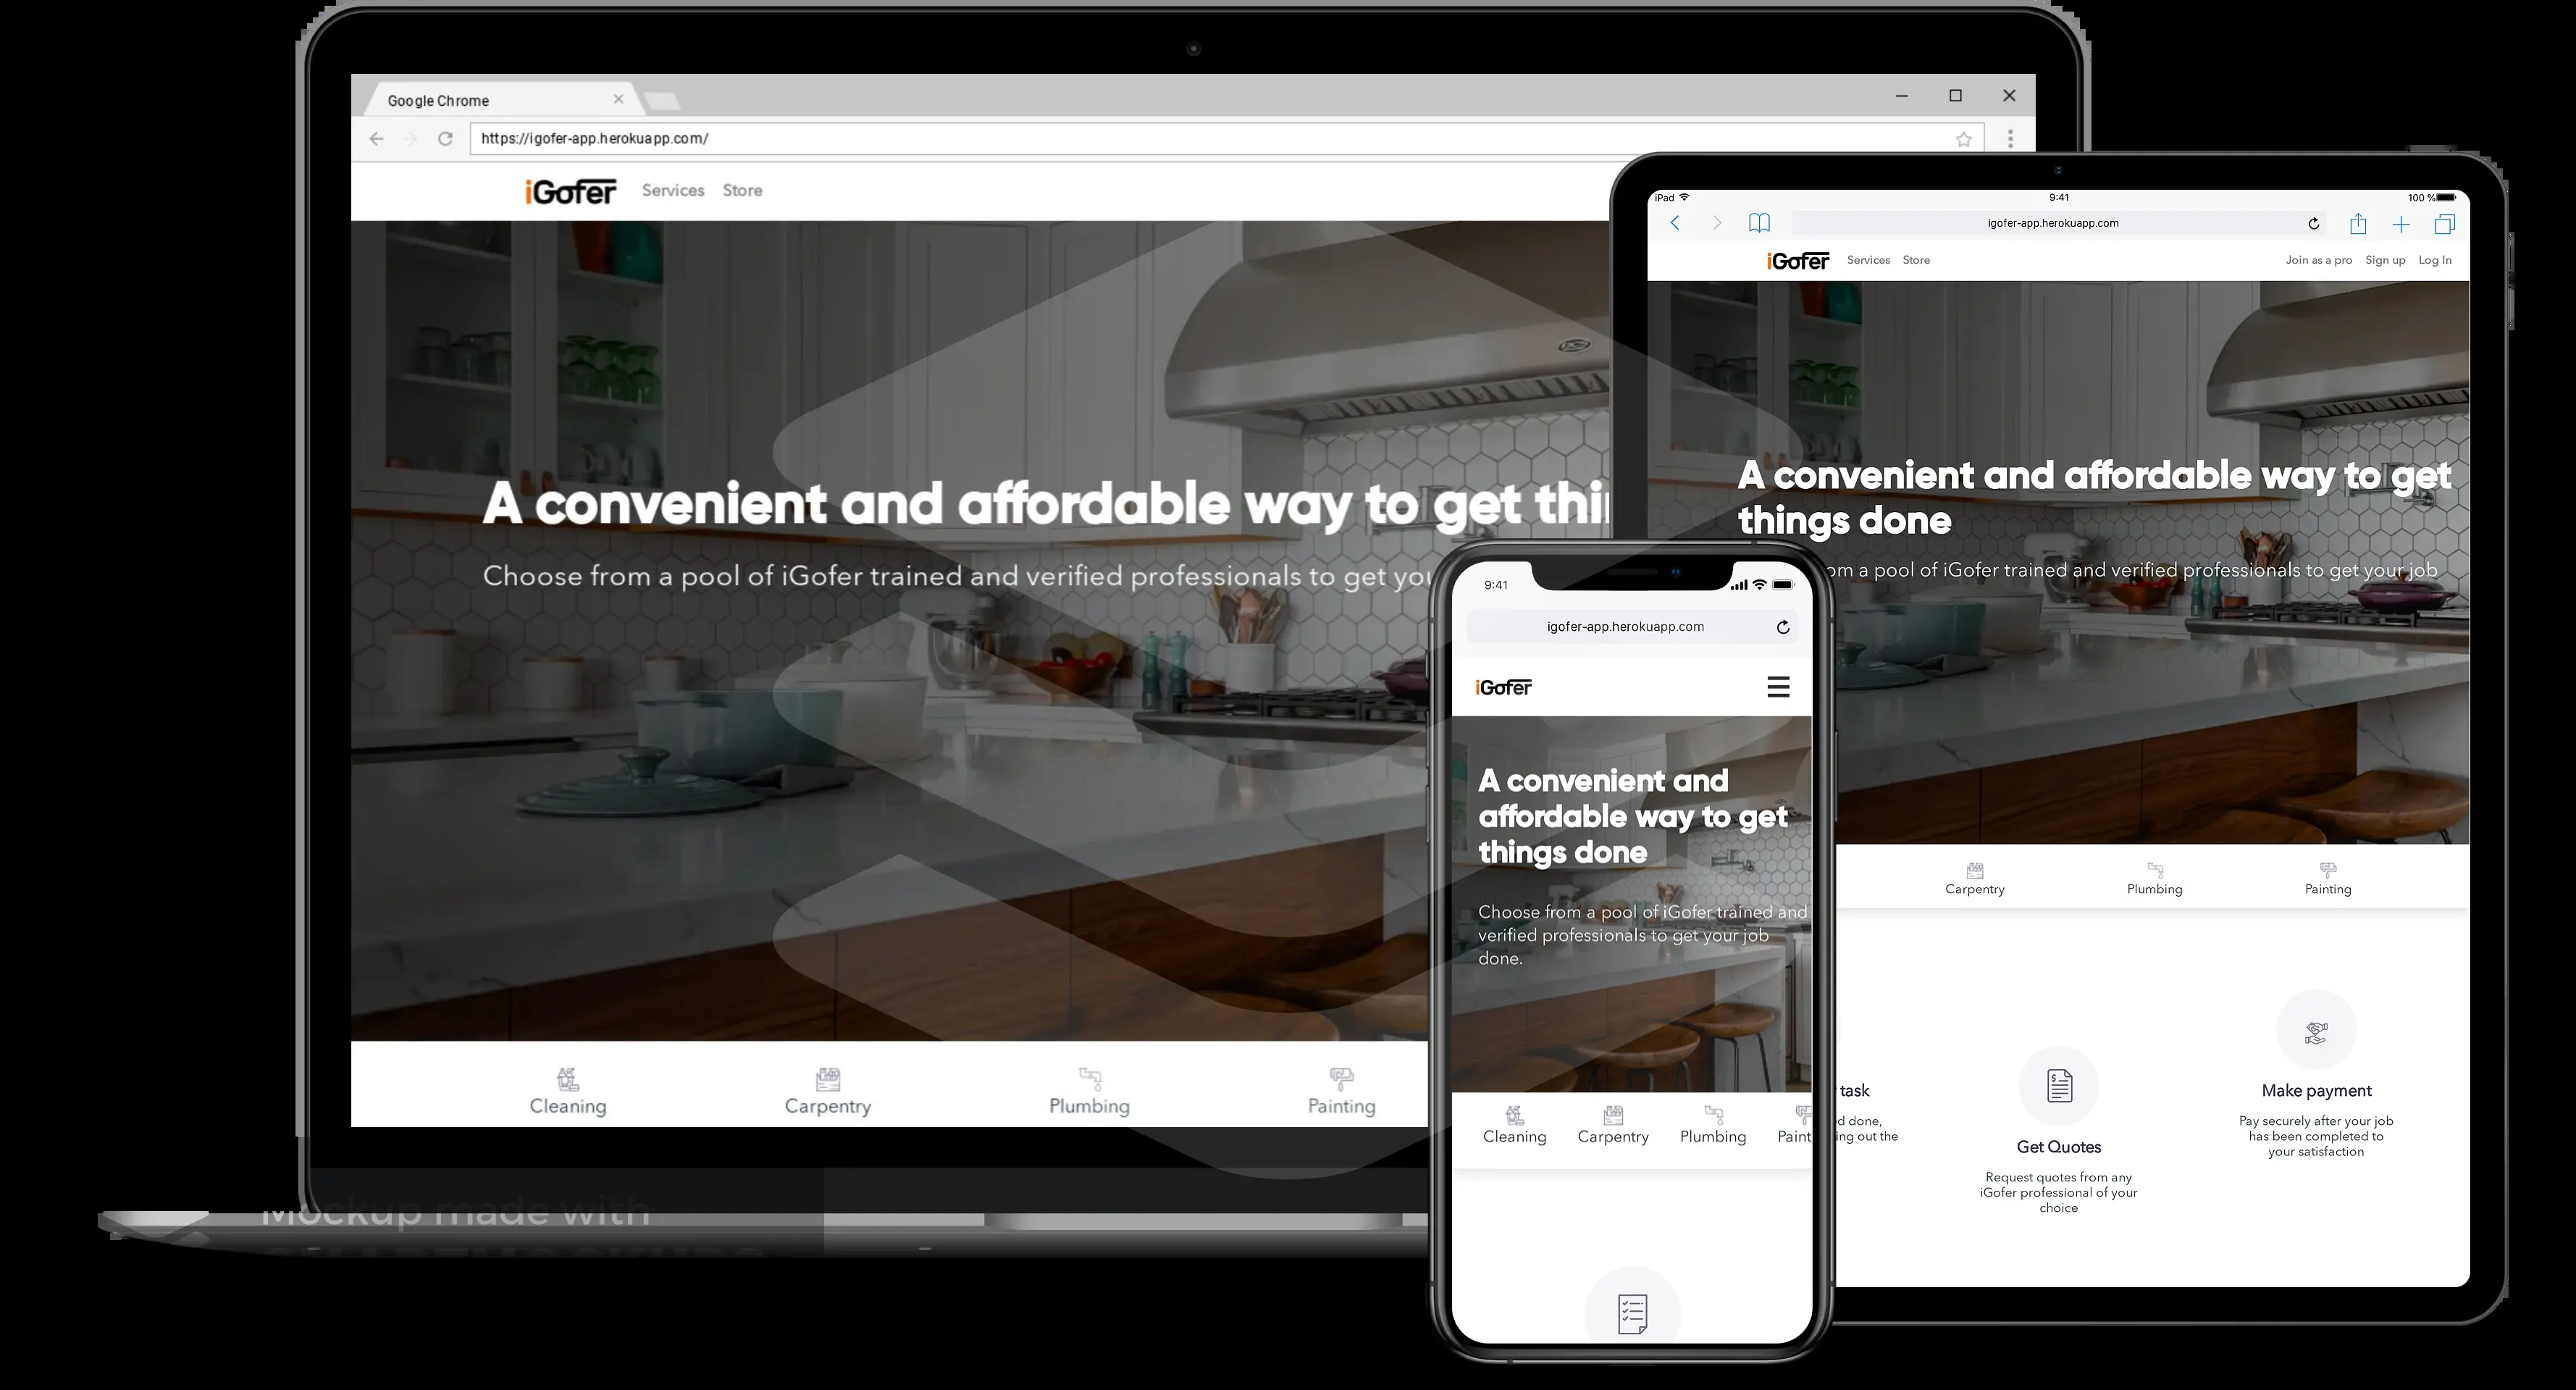 Google Chrome
https://igofer-app.herokuapp.com/
iGofer Services Store
A convenient and affordable way to get thi
Choose from a pool of iGofer trained and verified professionals to get you
Cleaning Carpentry Plumbing Painting
Mockup made with
iPad 9:41 100 %
igofer-app.herokuapp.com
iGofer Services Store Join as a pro Sign up Log In
A convenient and affordable way to get
things done
om a pool of iGofer trained and verified professionals to get your job
Carpentry Plumbing Painting
task
d done,
ing out the
Get Quotes
Request quotes from any
iGofer professional of your
choice
Make payment
Pay securely after your job
has been completed to
your satisfaction
9:41
igofer-app.herokuapp.com
iGofer
A convenient and
affordable way to get
things done
Choose from a pool of iGofer trained and
verified professionals to get your job
done.
Cleaning Carpentry Plumbing Paint